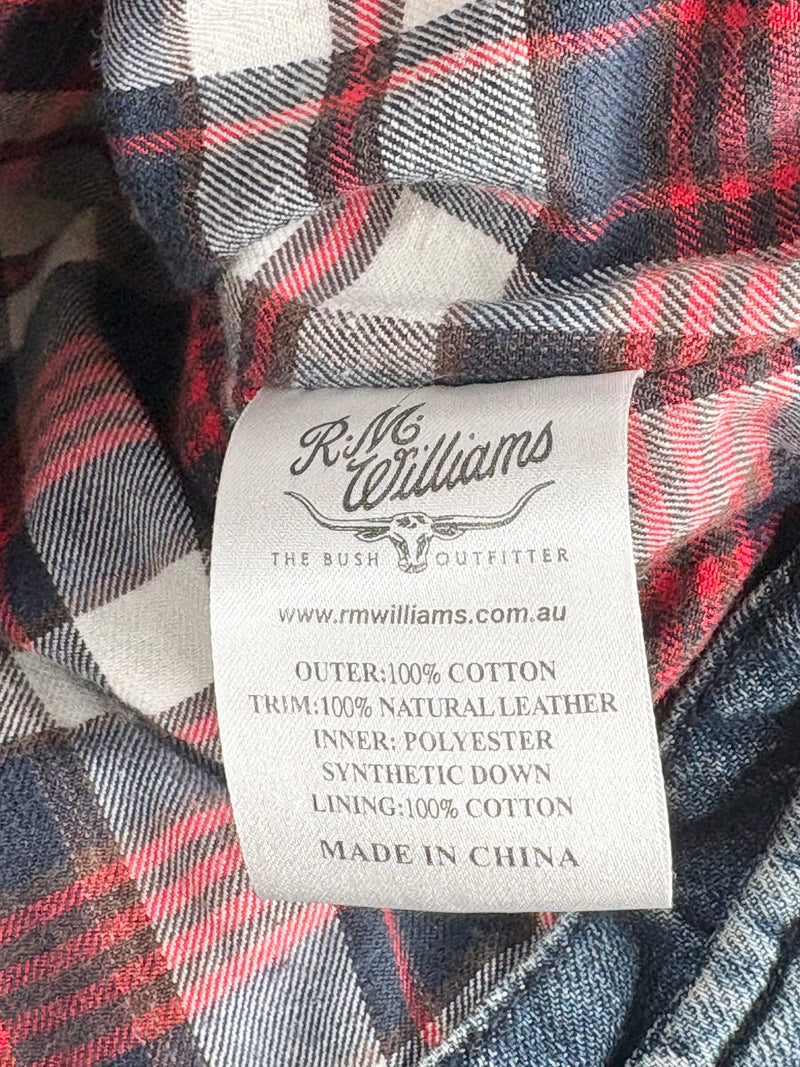 R.M.
Williams
THE BUSH OUTFITTER
www.rmwilliams.com.au
OUTER:100% COTTON
TRIM:100% NATURAL LEATHER
INNER: POLYESTER
SYNTHETIC DOWN
LINING:100% COTTON
MADE IN CHINA